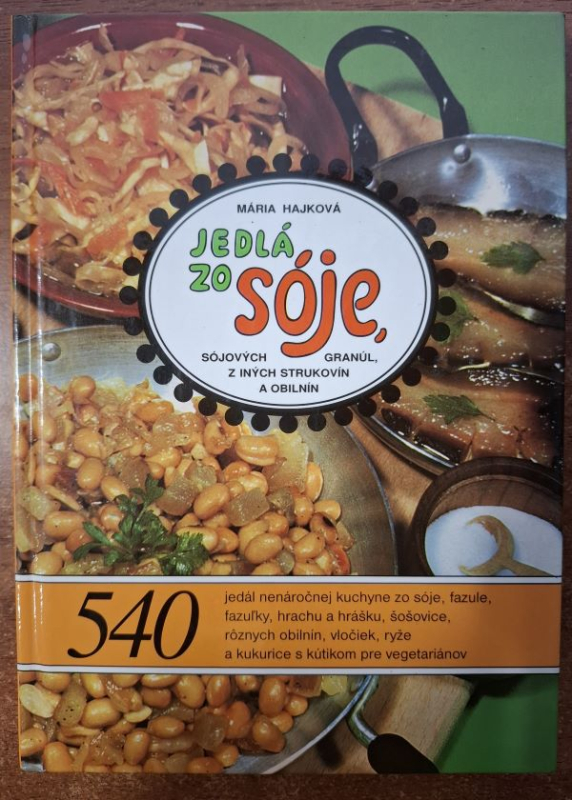 MÁRIA HAJKOVÁ
JEDLÁ
ZO sóje,
SÓJOVÝCH GRANÚL,
Z INÝCH STRUKOVÍN
A OBILNÍN
540
jedál nenáročnej kuchyne zo sóje, fazule,
fazuľky, hrachu a hrášku, šošovice,
rôznych obilnín, vločiek, ryže
a kukurice s kútikom pre vegetariánov